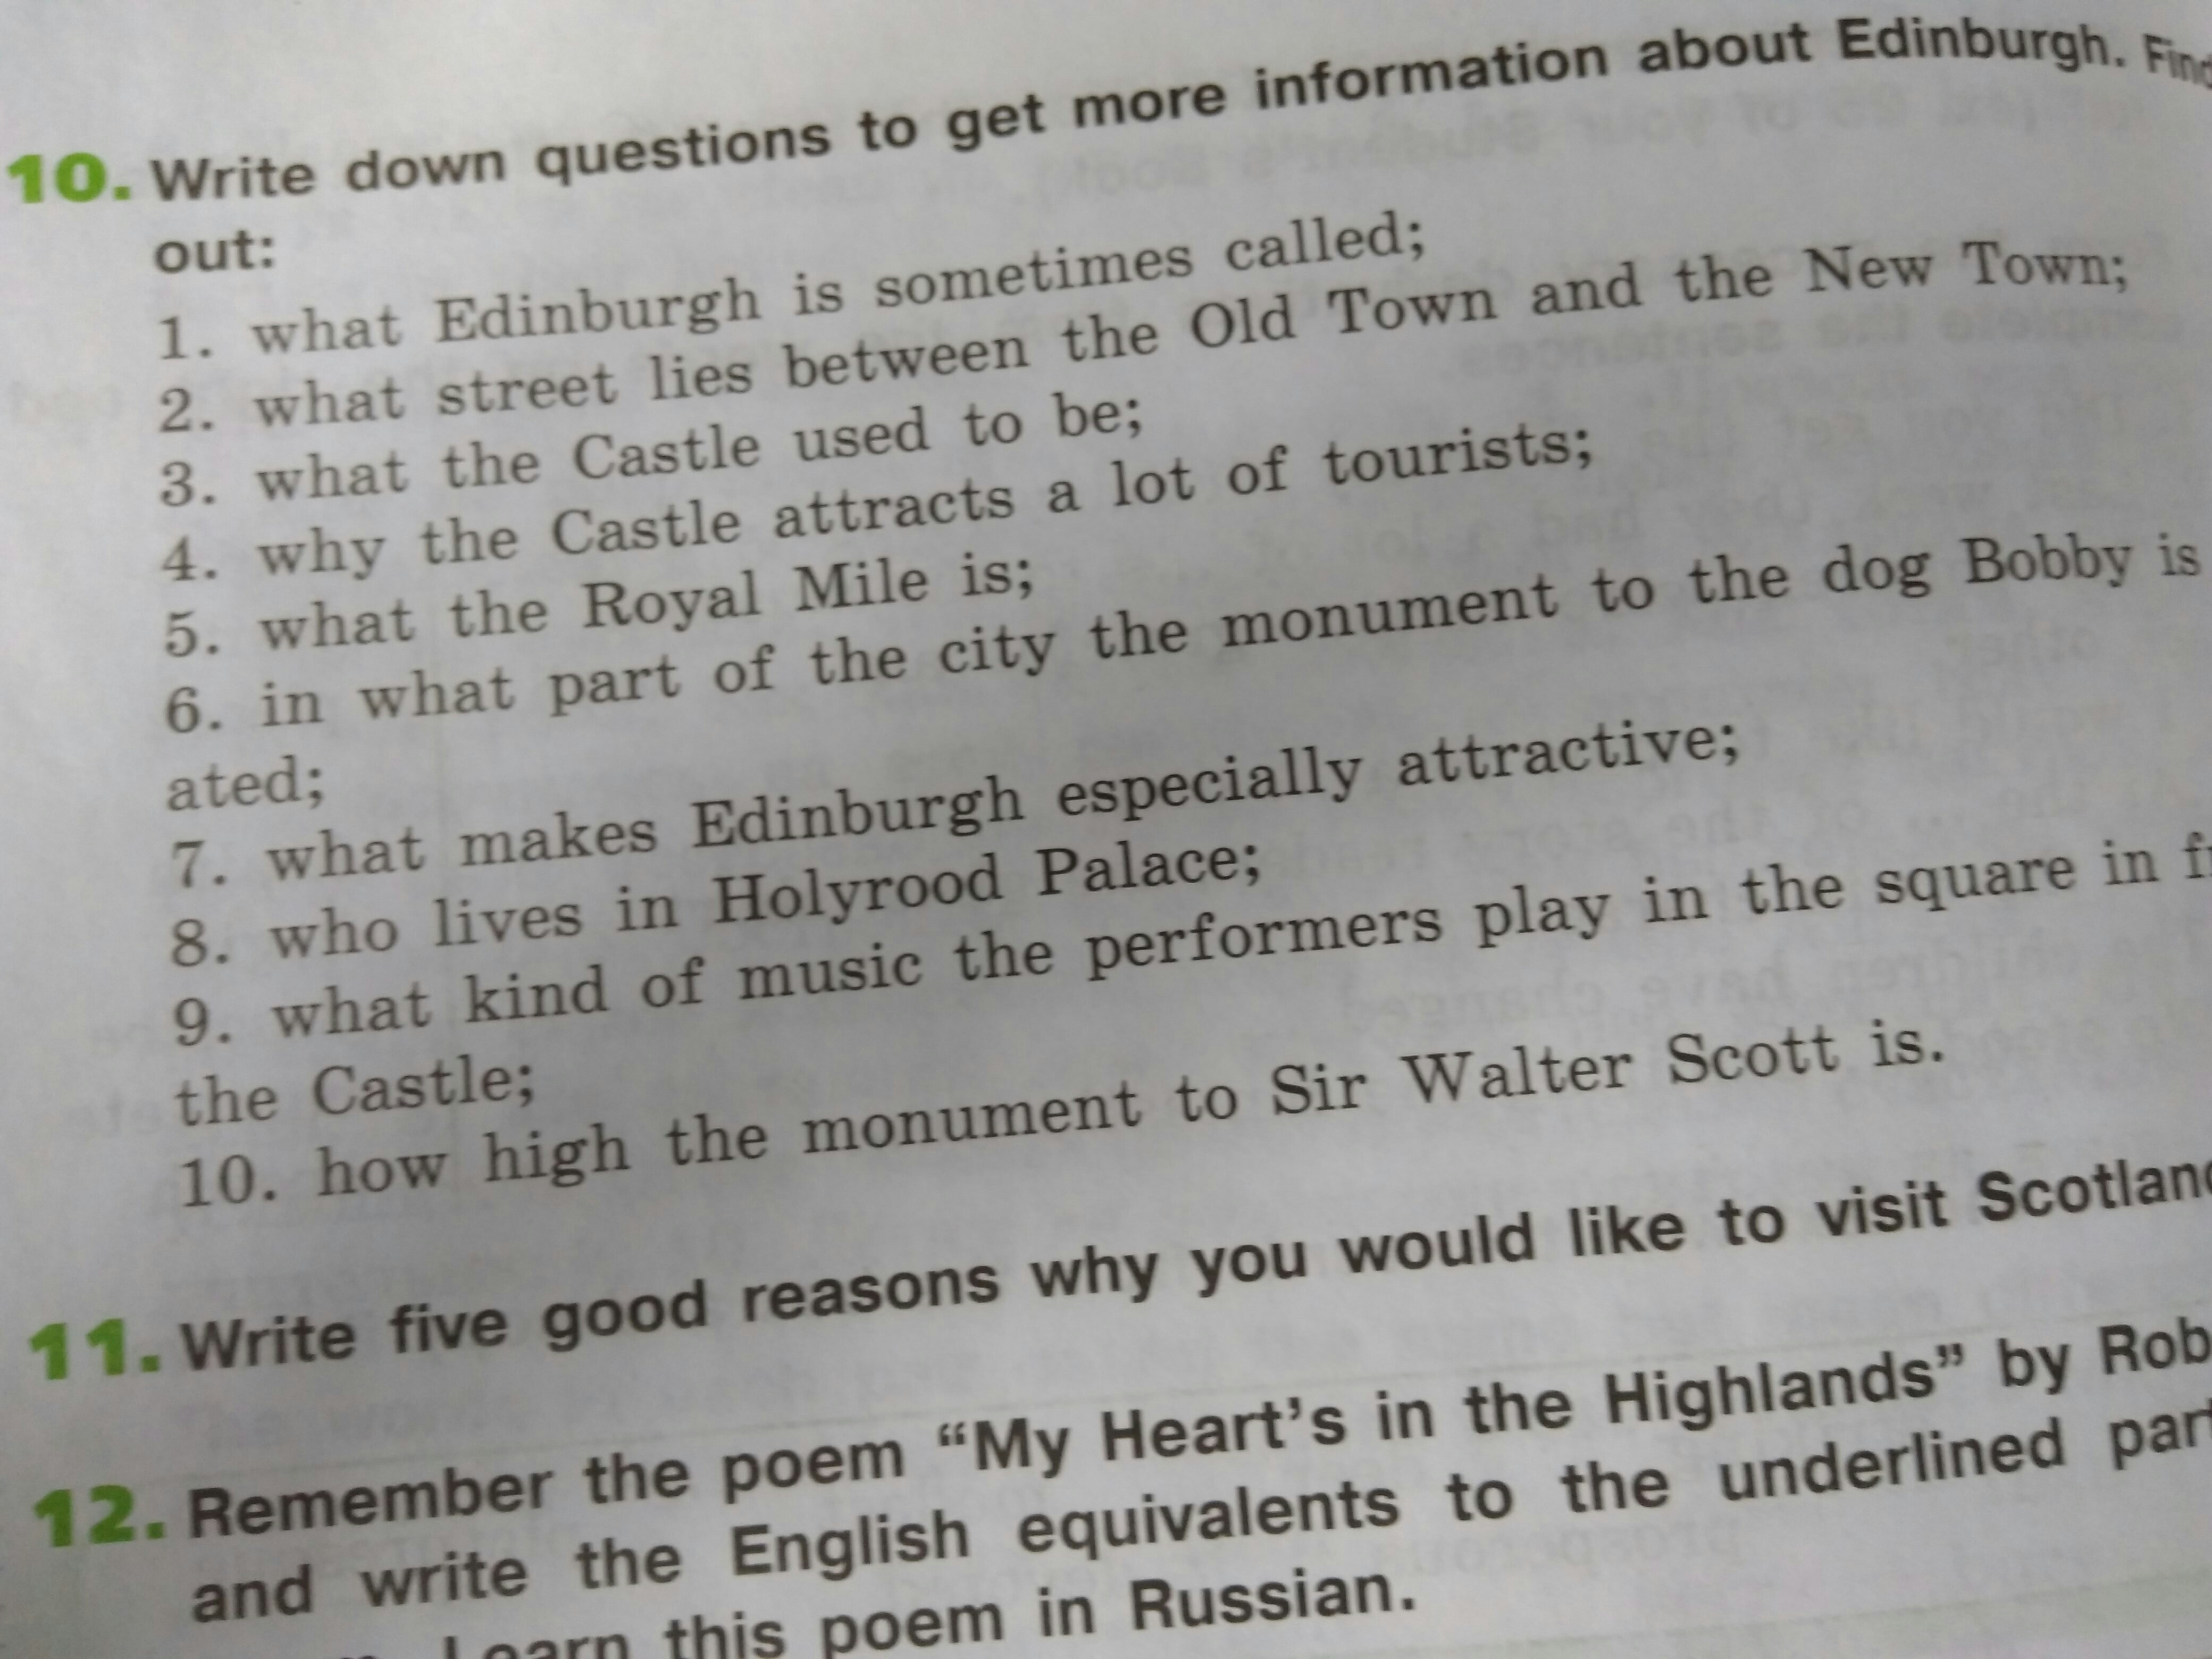 10. Write down questions to get more information about Edinburgh. Find
out:
1. what Edinburgh is sometimes called;
2. what street lies between the Old Town and the New Town;
3. what the Castle used to be;
4. why the Castle attracts a lot of tourists;
5. what the Royal Mile is;
6. in what part of the city the monument to the dog Bobby is
ated;
7. what makes Edinburgh especially attractive;
8. who lives in Holyrood Palace;
9. what kind of music the performers play in the square in
the Castle;
10. how high the monument to Sir Walter Scott is.
11. Write five good reasons why you would like to visit Scotland
12. Remember the poem “My Heart’s in the Highlands” by Rob
and write the English equivalents to the underlined part
Learn this poem in Russian.